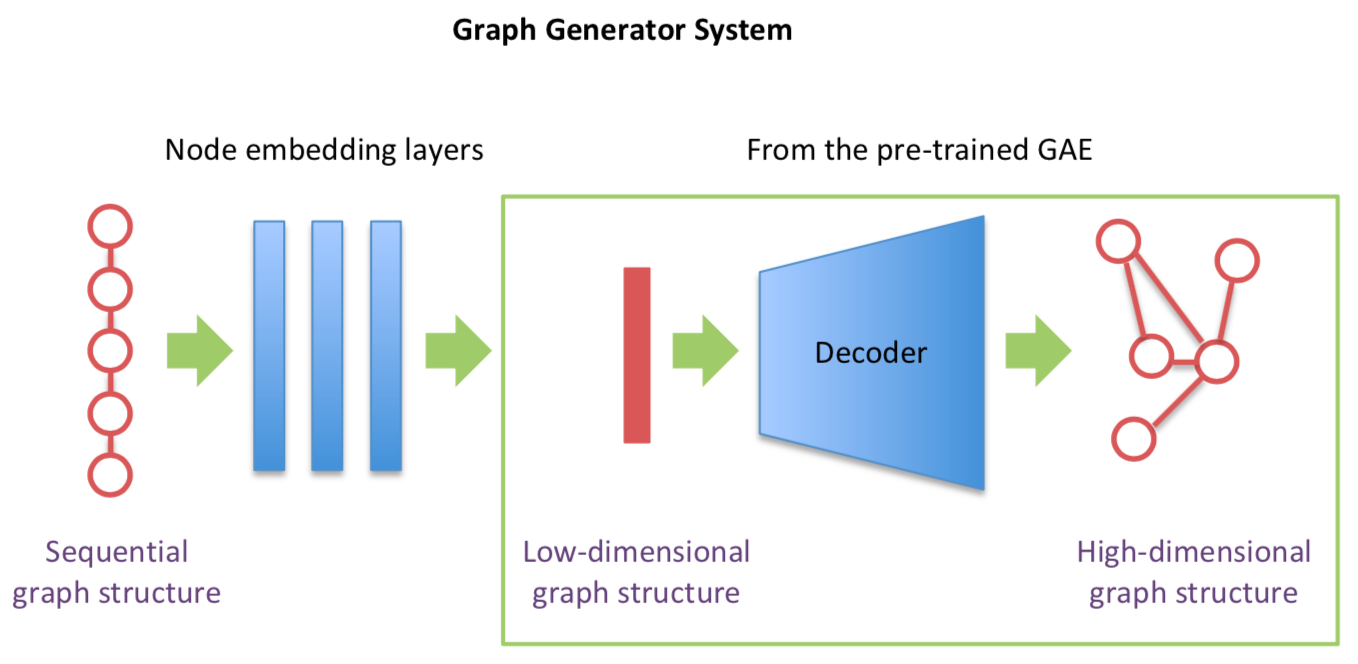 Graph Generator System
Node embedding layers
From the pre-trained GAE
Decoder
Sequential
graph structure
Low-dimensional
graph structure
High-dimensional
graph structure